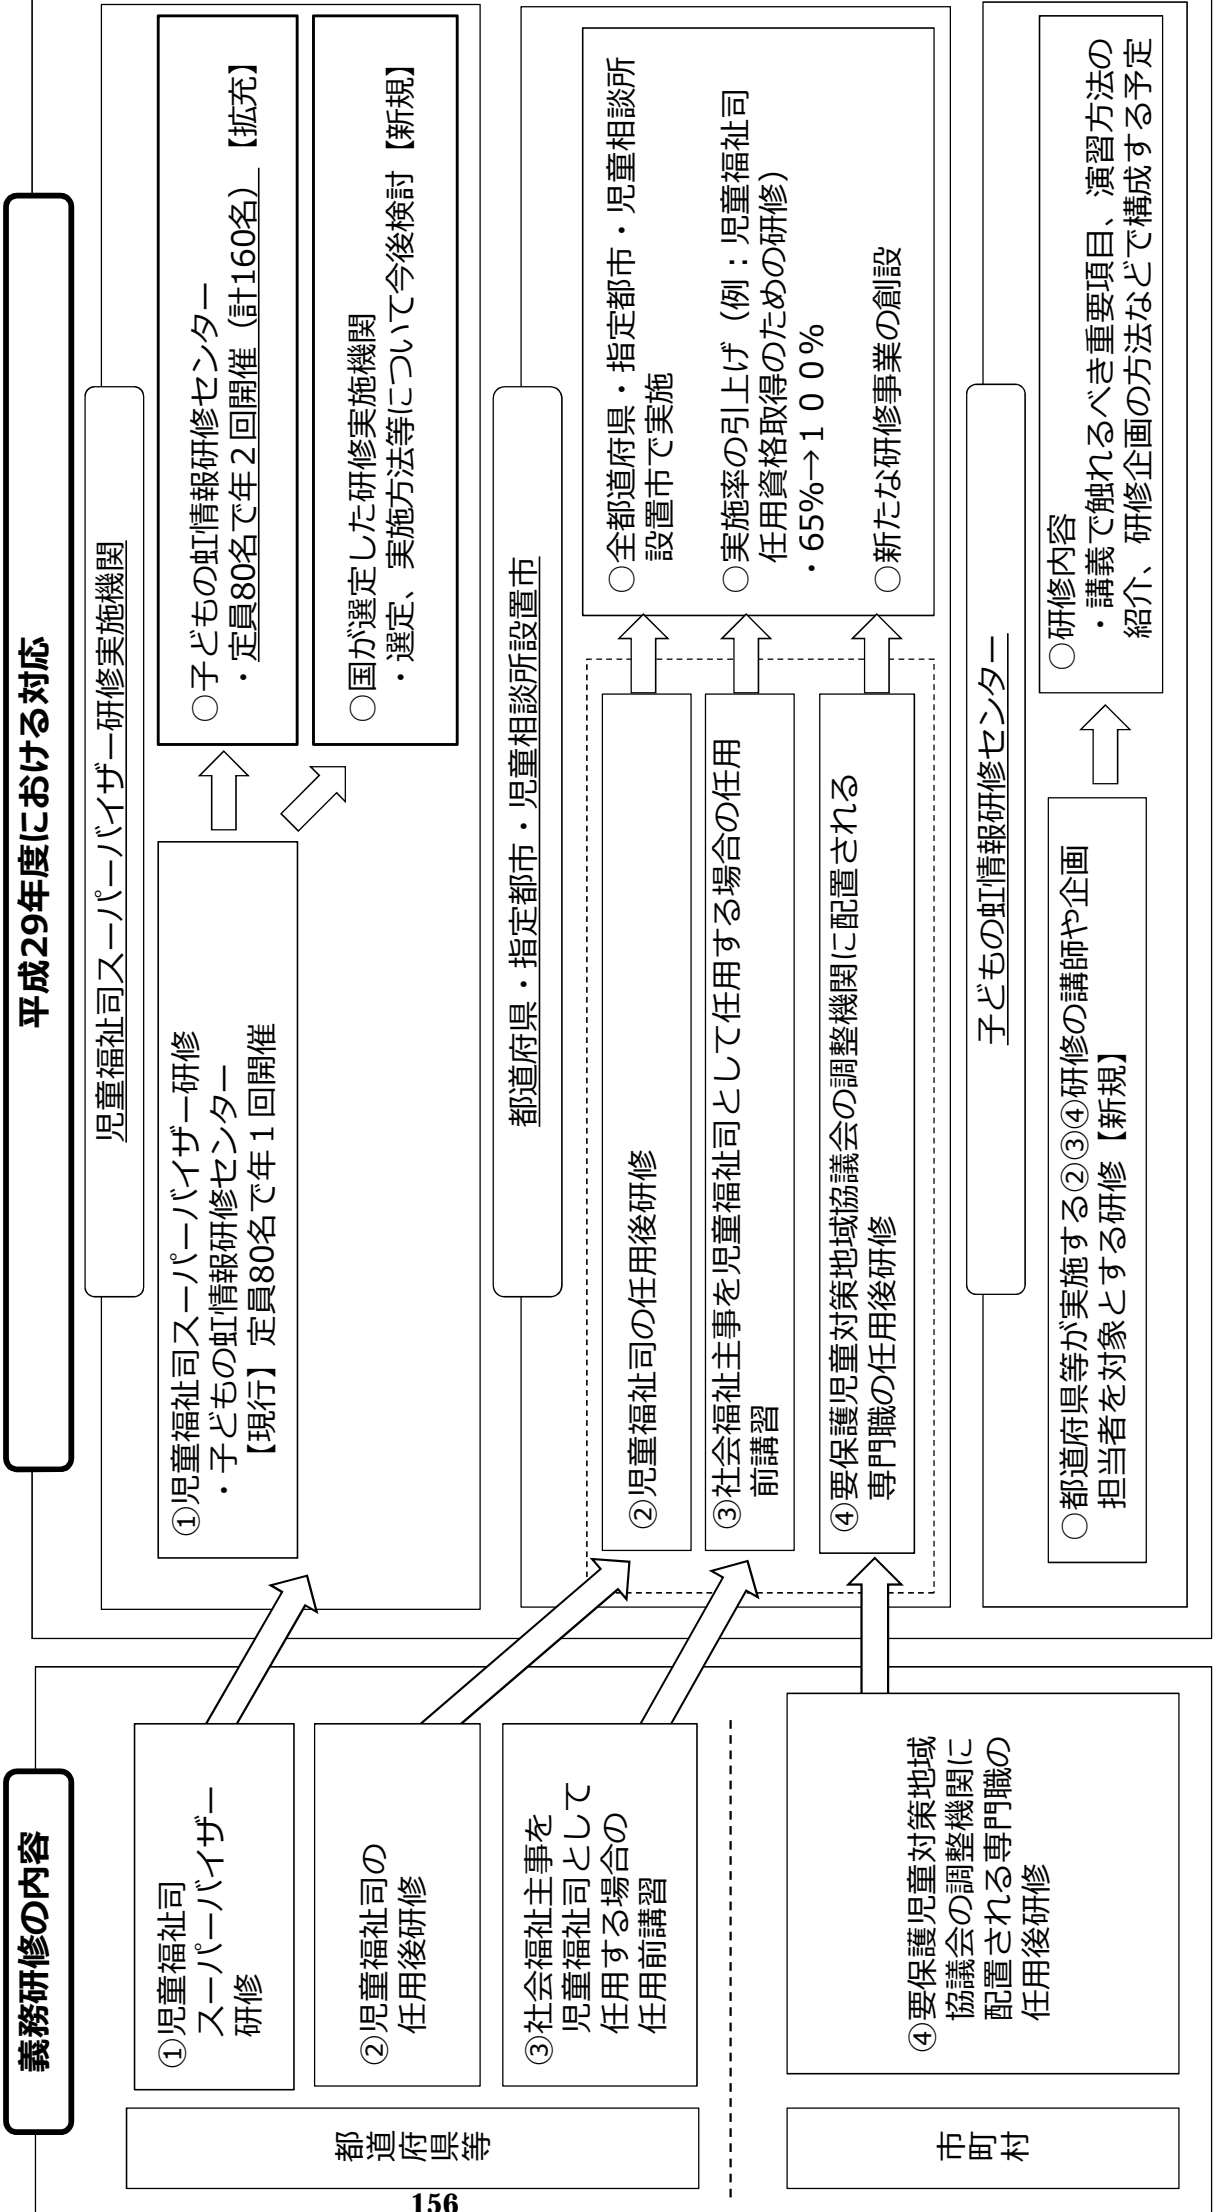 義務研修の内容
都道府県等
①児童福祉司
スーパーバイザー
研修
②児童福祉司の
任用後研修
③社会福祉主事を
児童福祉司として
任用する場合の
任用前講習
市町村
④要保護児童対策地域
協議会の調整機関に
配置される専門職の
任用後研修
平成29年度における対応
児童福祉司スーパーバイザー研修実施機関
①児童福祉司スーパーバイザー研修
・子どもの虹情報研修センター
【現行】定員80名で年１回開催
○子どもの虹情報研修センター
・定員80名で年２回開催（計160名）【拡充】
○国が選定した研修実施機関
・選定、実施方法等について今後検討【新規】
都道府県・指定都市・児童相談所設置市
②児童福祉司の任用後研修
③社会福祉主事を児童福祉司として任用する場合の任用
前講習
④要保護児童対策地域協議会の調整機関に配置される
専門職の任用後研修
○全都道府県・指定都市・児童相談所
設置市で実施
○実施率の引上げ（例：児童福祉司
任用資格取得のための研修）
・65%→１００%
○新たな研修事業の創設
子どもの虹情報研修センター
○都道府県等が実施する②③④研修の講師や企画
担当者を対象とする研修【新規】
○研修内容
・講義で触れるべき重要項目、演習方法の
紹介、研修企画の方法などで構成する予定
156